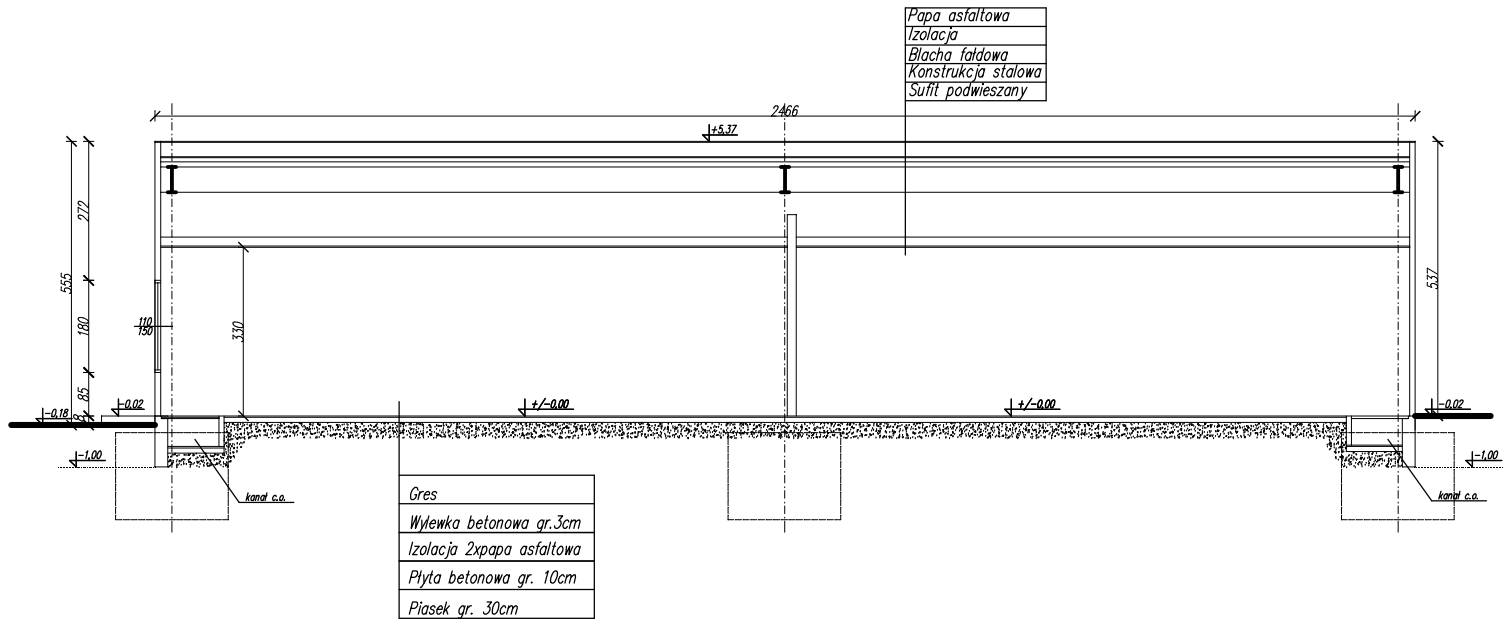 Papa asfaltowa
Izolacja
Blacha fałdowa
Konstrukcja stalowa
Sufit podwieszany
2466
+5,37
272
555
537
110
150
180
330
85
-0,18
8
-0,02
+/-0.00
+/-0.00
-0,02
-1,00
-1,00
kanał c.o.
kanał c.o.
Gres
Wylewka betonowa gr.3cm
Izolacja 2xpapa asfaltowa
Płyta betonowa gr. 10cm
Piasek gr. 30cm